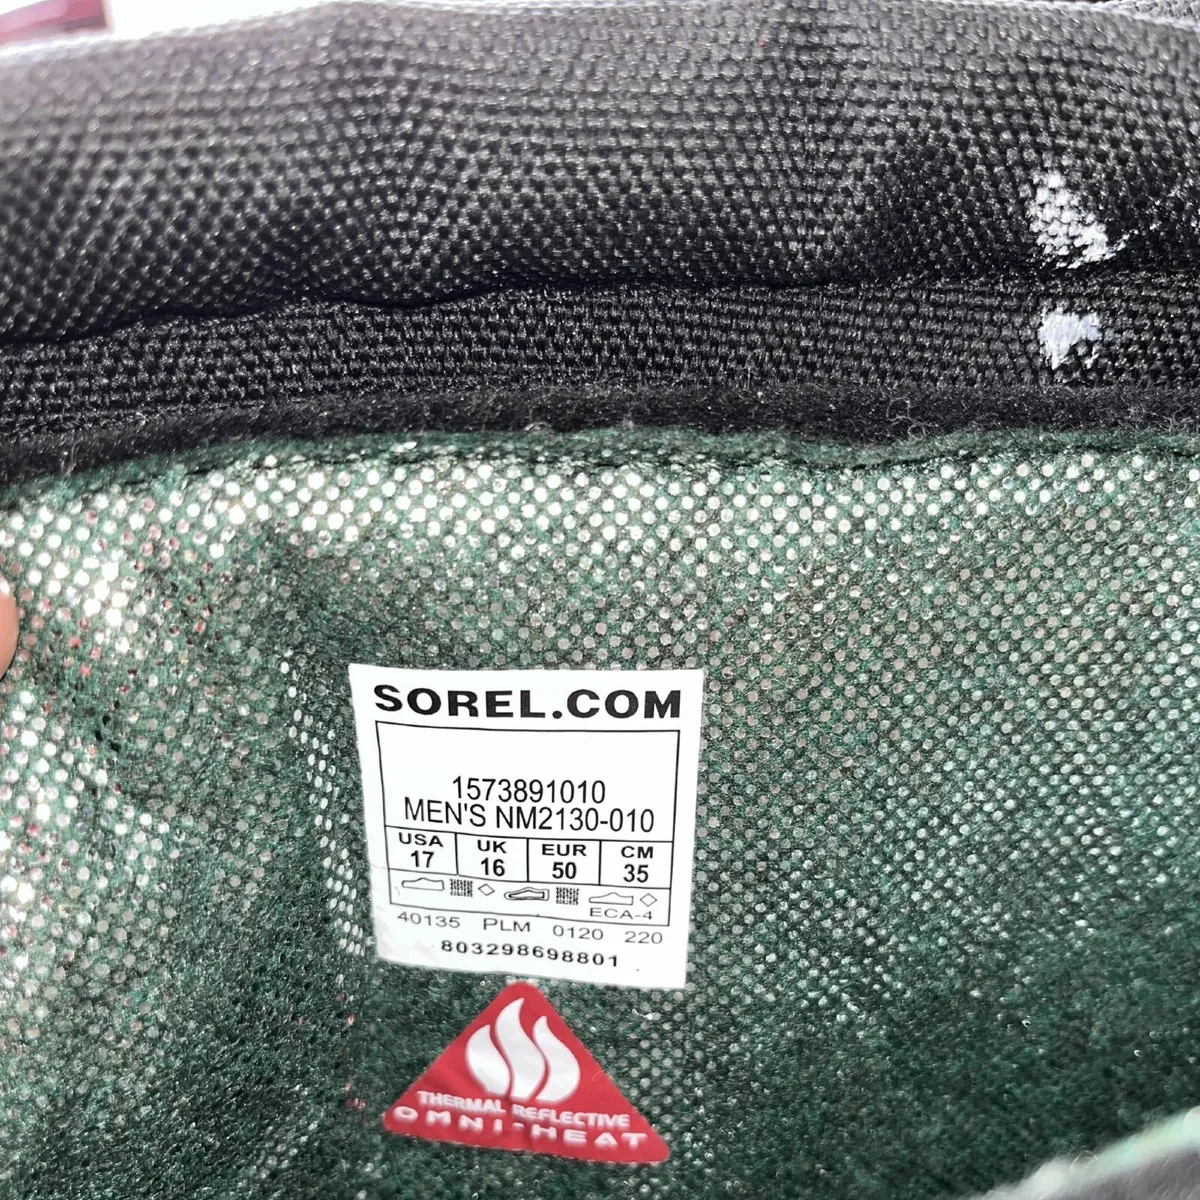 SOREL.COM
1573891010
MEN'S NM2130-010
USA UK EUR CM
17 16 50 35
ECA-4
40135 PLM 0120 220
803298698801
THERMAL REFLECTIVE
OMNI-HEAT